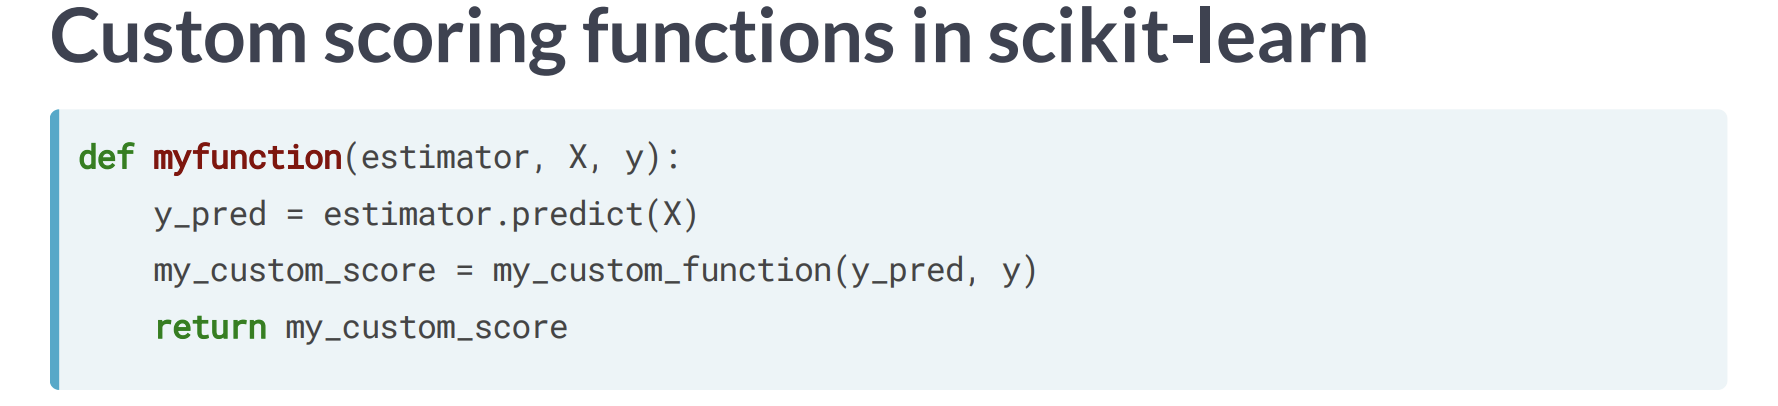 Custom scoring functions in scikit-learn
def myfunction(estimator, X, y):
    y_pred = estimator.predict(X)
    my_custom_score = my_custom_function(y_pred, y)
    return my_custom_score